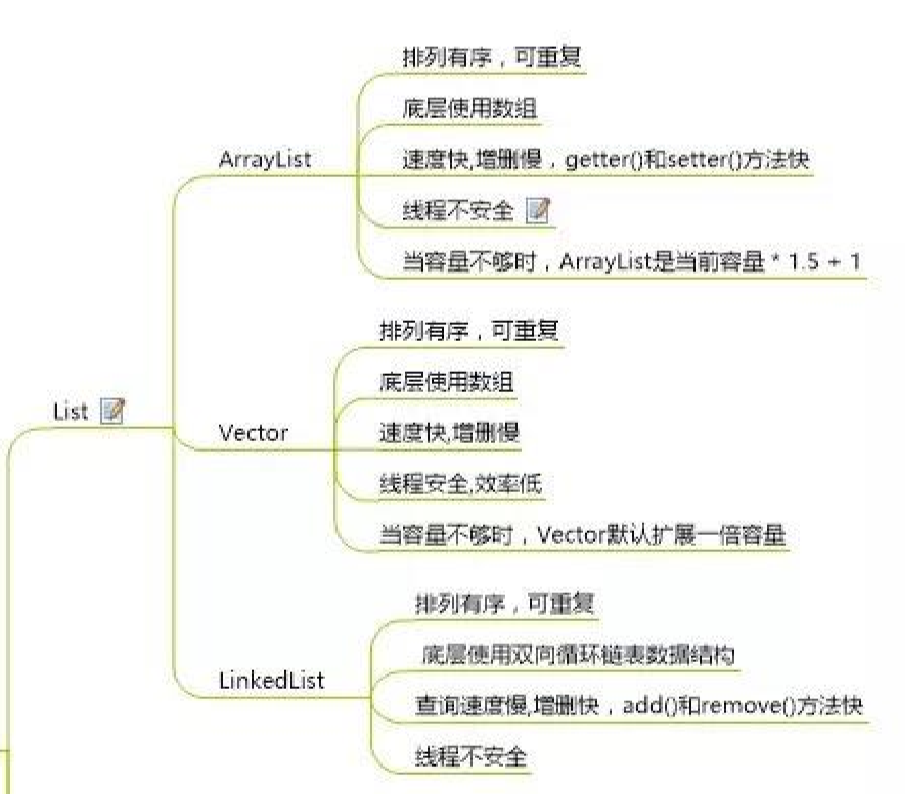 List
ArrayList
排列有序，可重复
底层使用数组
速度快,增删慢，getter()和setter()方法快
线程不安全
当容量不够时，ArrayList是当前容量 * 1.5 + 1
Vector
排列有序，可重复
底层使用数组
速度快,增删慢
线程安全,效率低
当容量不够时，Vector默认扩展一倍容量
LinkedList
排列有序，可重复
底层使用双向循环链表数据结构
查询速度慢,增删快，add()和remove()方法快
线程不安全